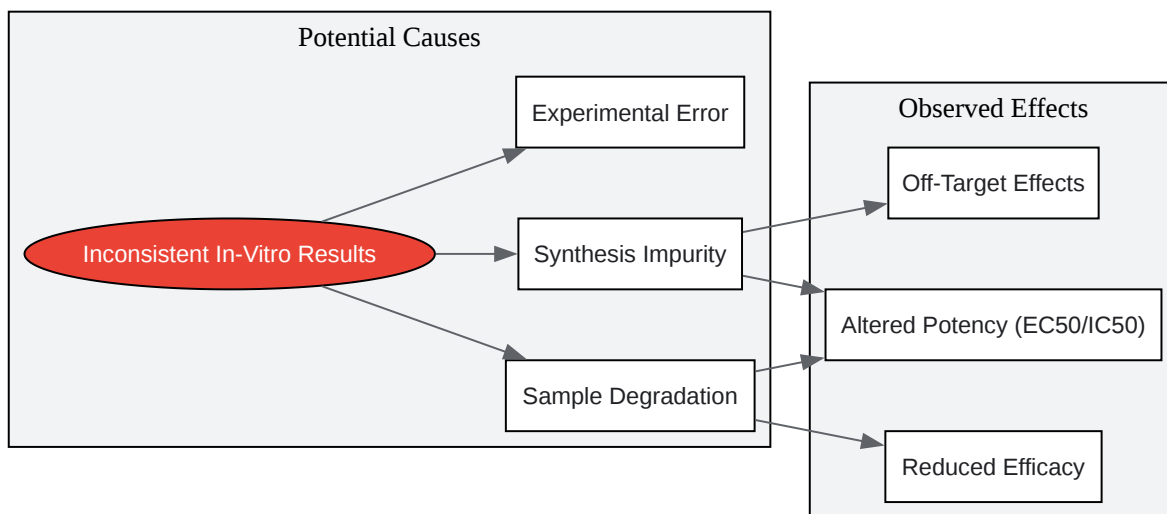 Potential Causes
Experimental Error
Inconsistent In-Vitro Results
Synthesis Impurity
Sample Degradation
Observed Effects
Off-Target Effects
Altered Potency (EC50/IC50)
Reduced Efficacy